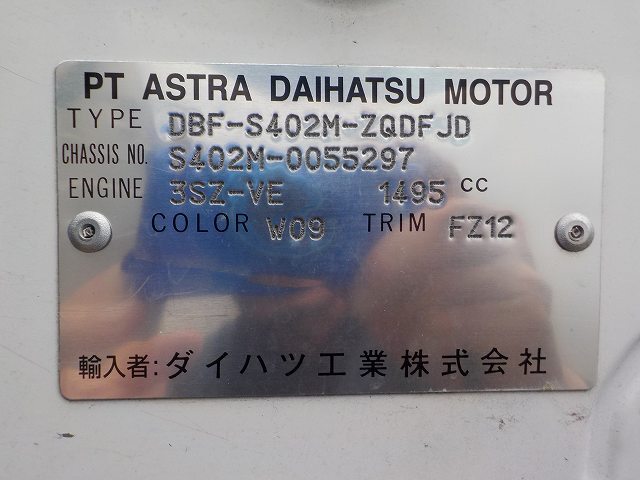 PT ASTRA DAIHATSU MOTOR
TYPE DBF-S402M-ZQDFJD
CHASSIS NO. S402M-0055297
ENGINE 3SZ-VE 1495 CC
COLOR W09 TRIM FZ12
輸入者: ダイハツ工業株式会社